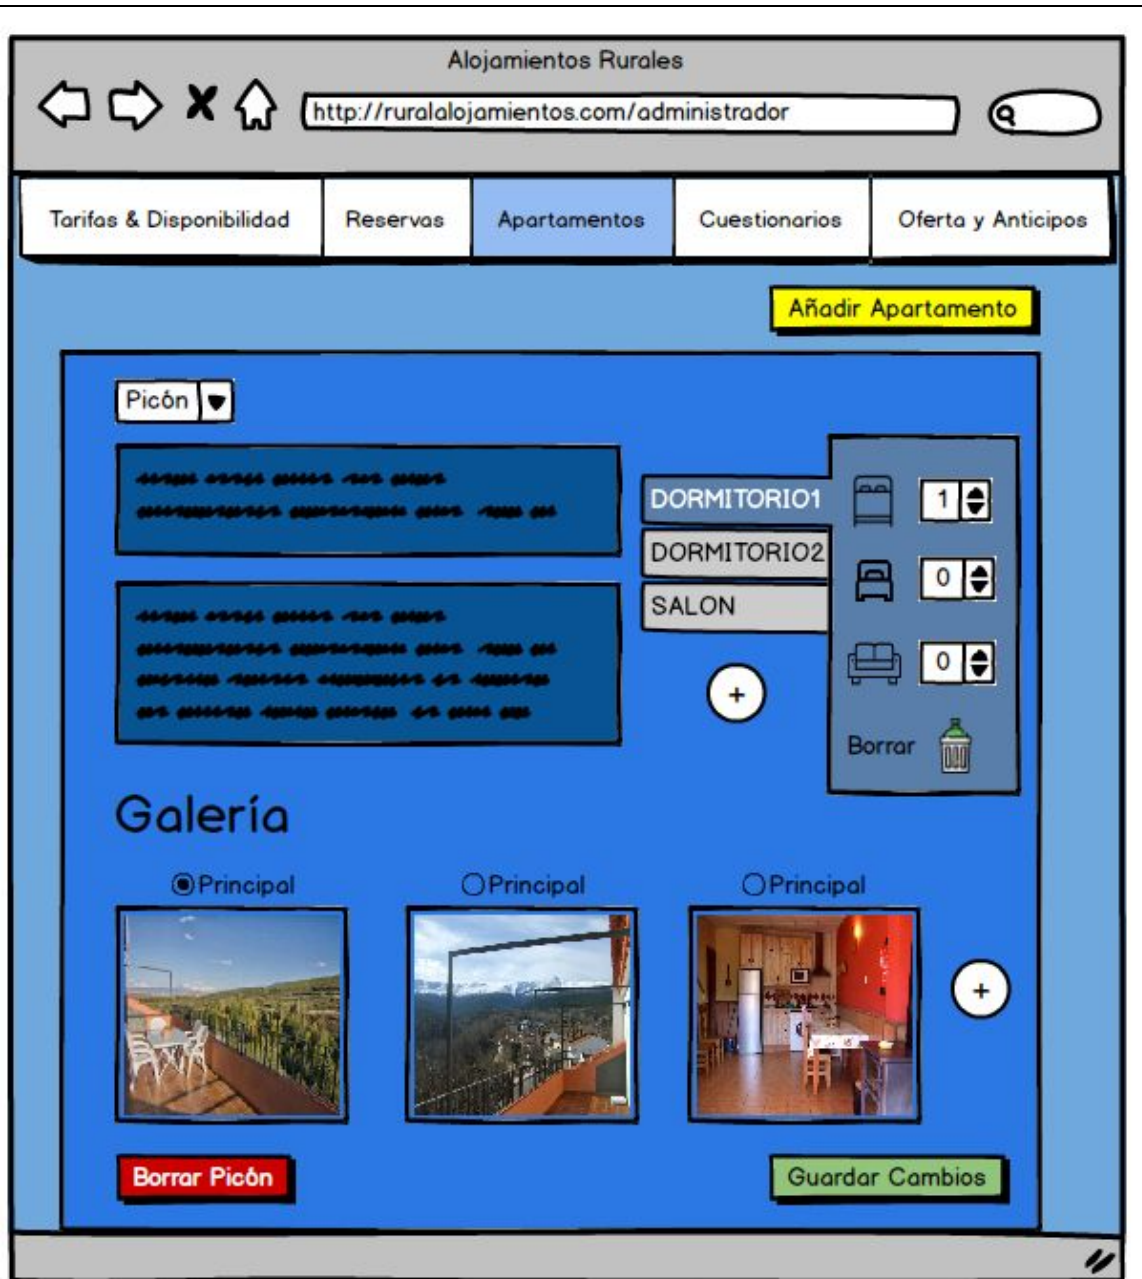 Alojamientos Rurales
http://ruralalojamientos.com/administrador
Tarifas & Disponibilidad
Reservas
Apartamentos
Cuestionarios
Oferta y Anticipos
Añadir Apartamento
Picón
DORMITORIO1
DORMITORIO2
SALON
1
0
0
+
Borrar
Galería
Principal
Principal
Principal
+
Borrar Picón
Guardar Cambios